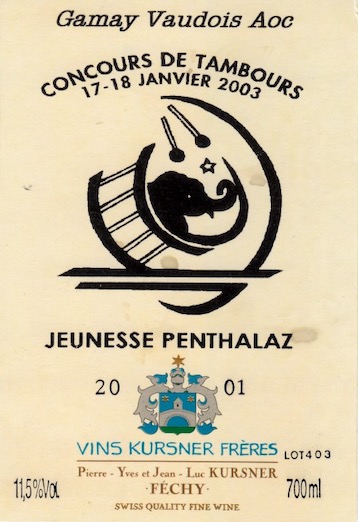 Gamay Vaudois Aoc
CONCOURS DE TAMBOURS
17-18 JANVIER 2003
JEUNESSE PENTHALAZ
20 01
VINS KURSNER FRÈRES LOT403
Pierre - Yves et Jean - Luc KURSNER
·FÉCHY·
11,5%Vol 700ml
SWISS QUALITY FINE WINE